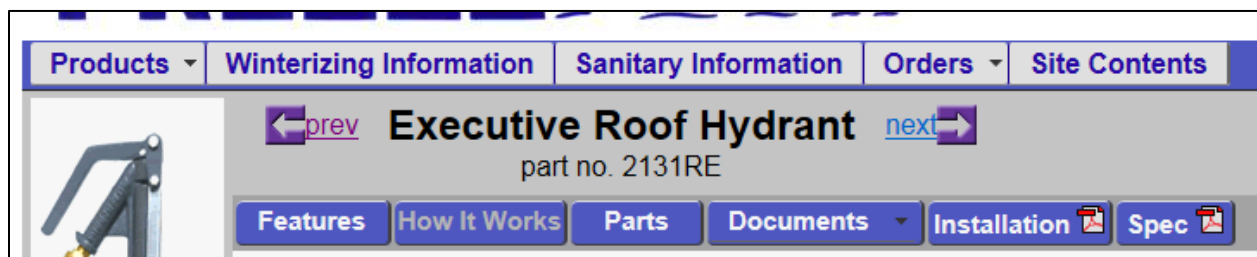 Products Winterizing Information Sanitary Information Orders Site Contents
prev Executive Roof Hydrant next
part no. 2131RE
Features How It Works Parts Documents Installation Spec